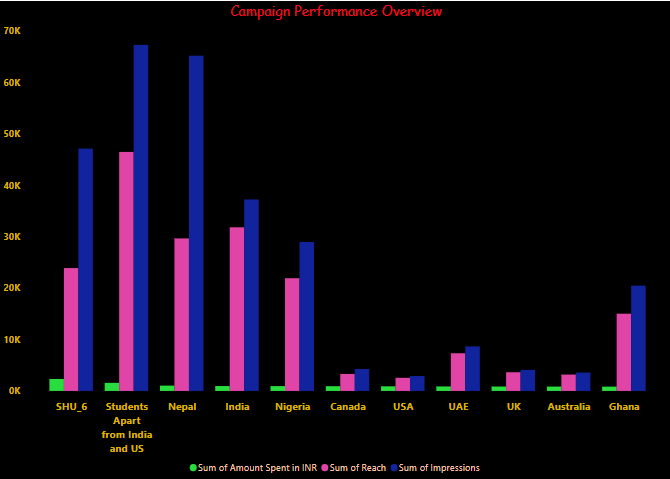 Campaign Performance Overview
70K
60K
50K
40K
30K
20K
10K
0K
SHU_6
Students
Apart
from India
and US
Nepal
India
Nigeria
Canada
USA
UAE
UK
Australia
Ghana
Sum of Amount Spent in INR Sum of Reach Sum of Impressions